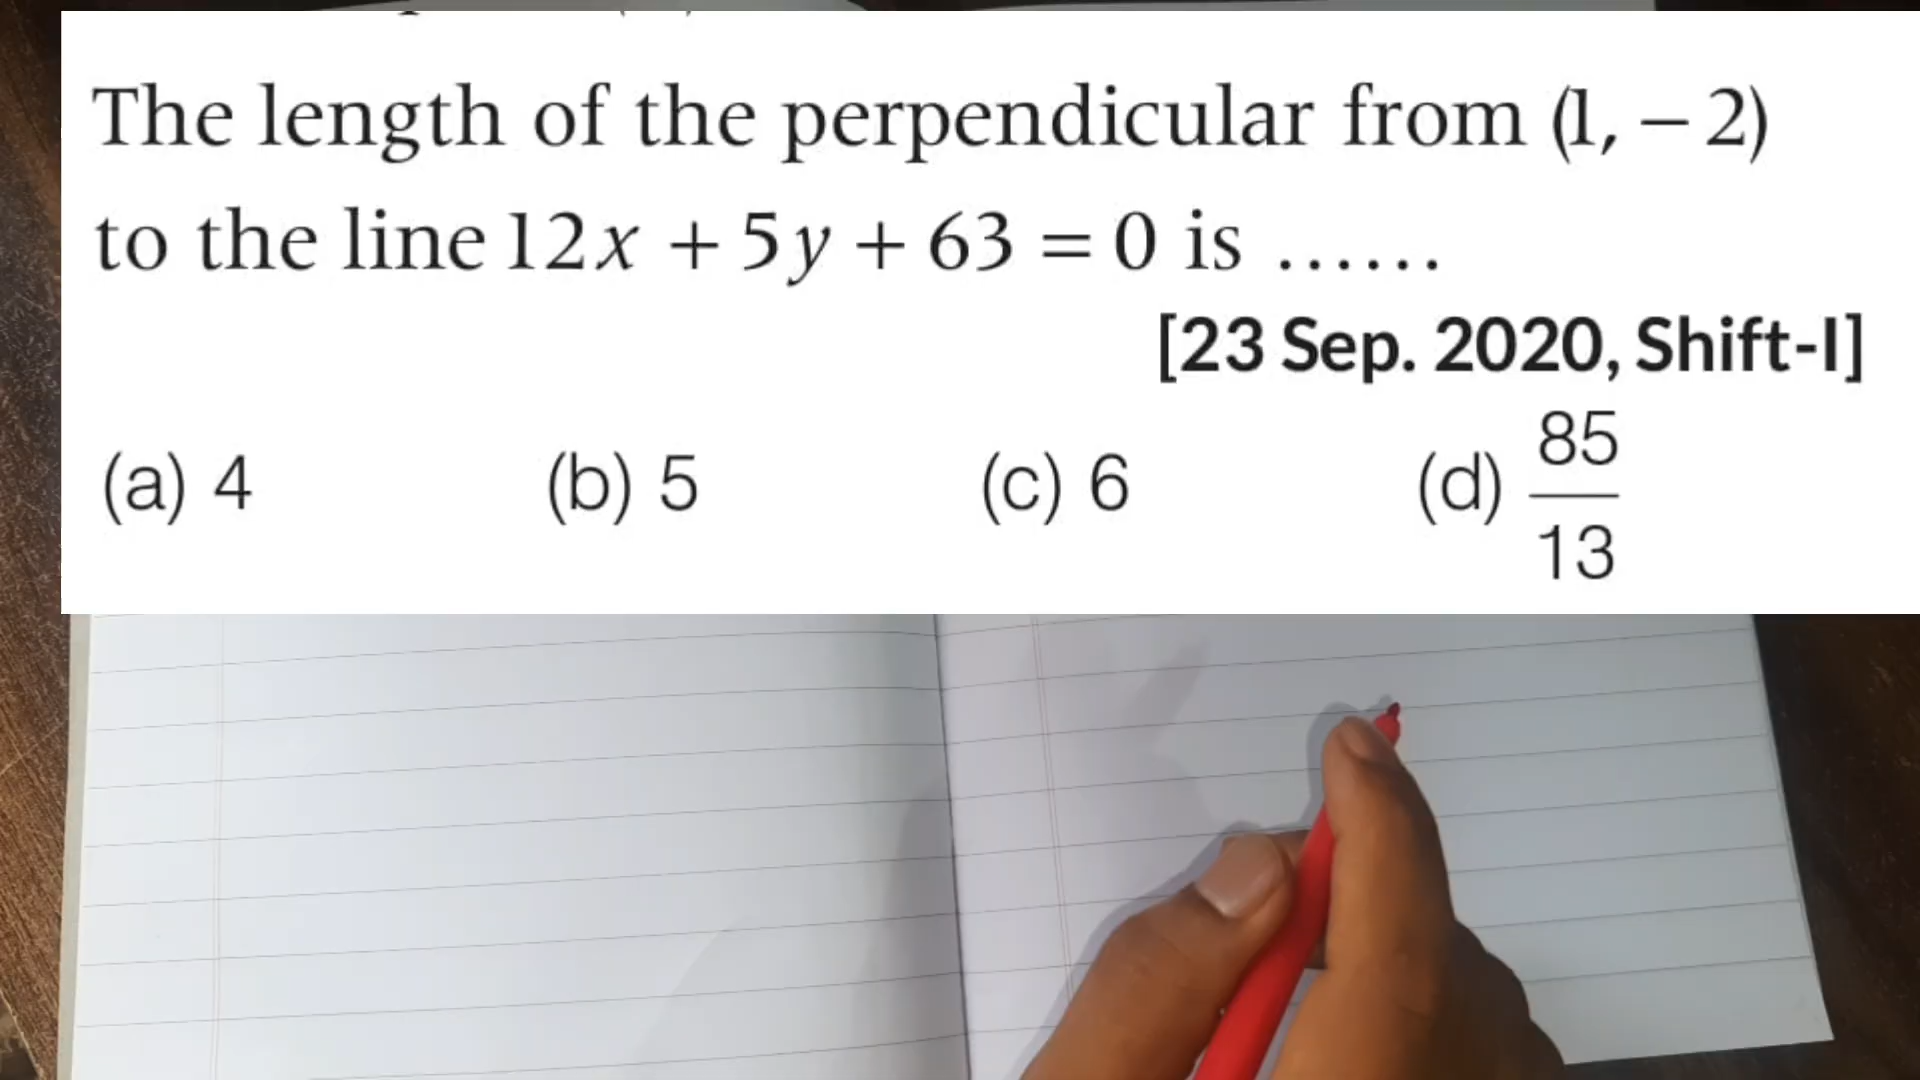 The length of the perpendicular from (1, – 2)
to the line 12x + 5y + 63 = 0 is ......
[23 Sep. 2020, Shift-I]
(a) 4 (b) 5 (c) 6 (d) 85/13